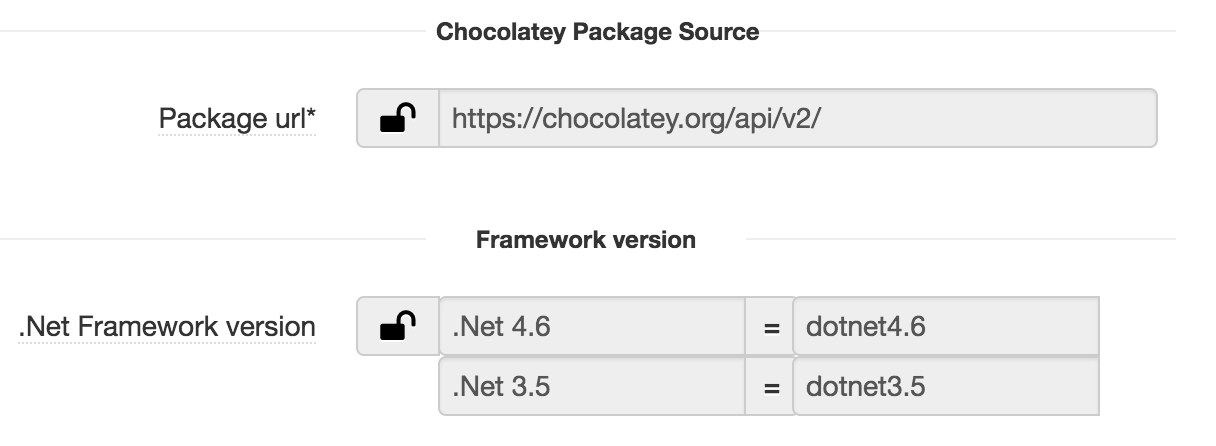 Chocolatey Package Source
Package url* https://chocolatey.org/api/v2/
Framework version
.Net Framework version .Net 4.6 = dotnet4.6
.Net 3.5 = dotnet3.5